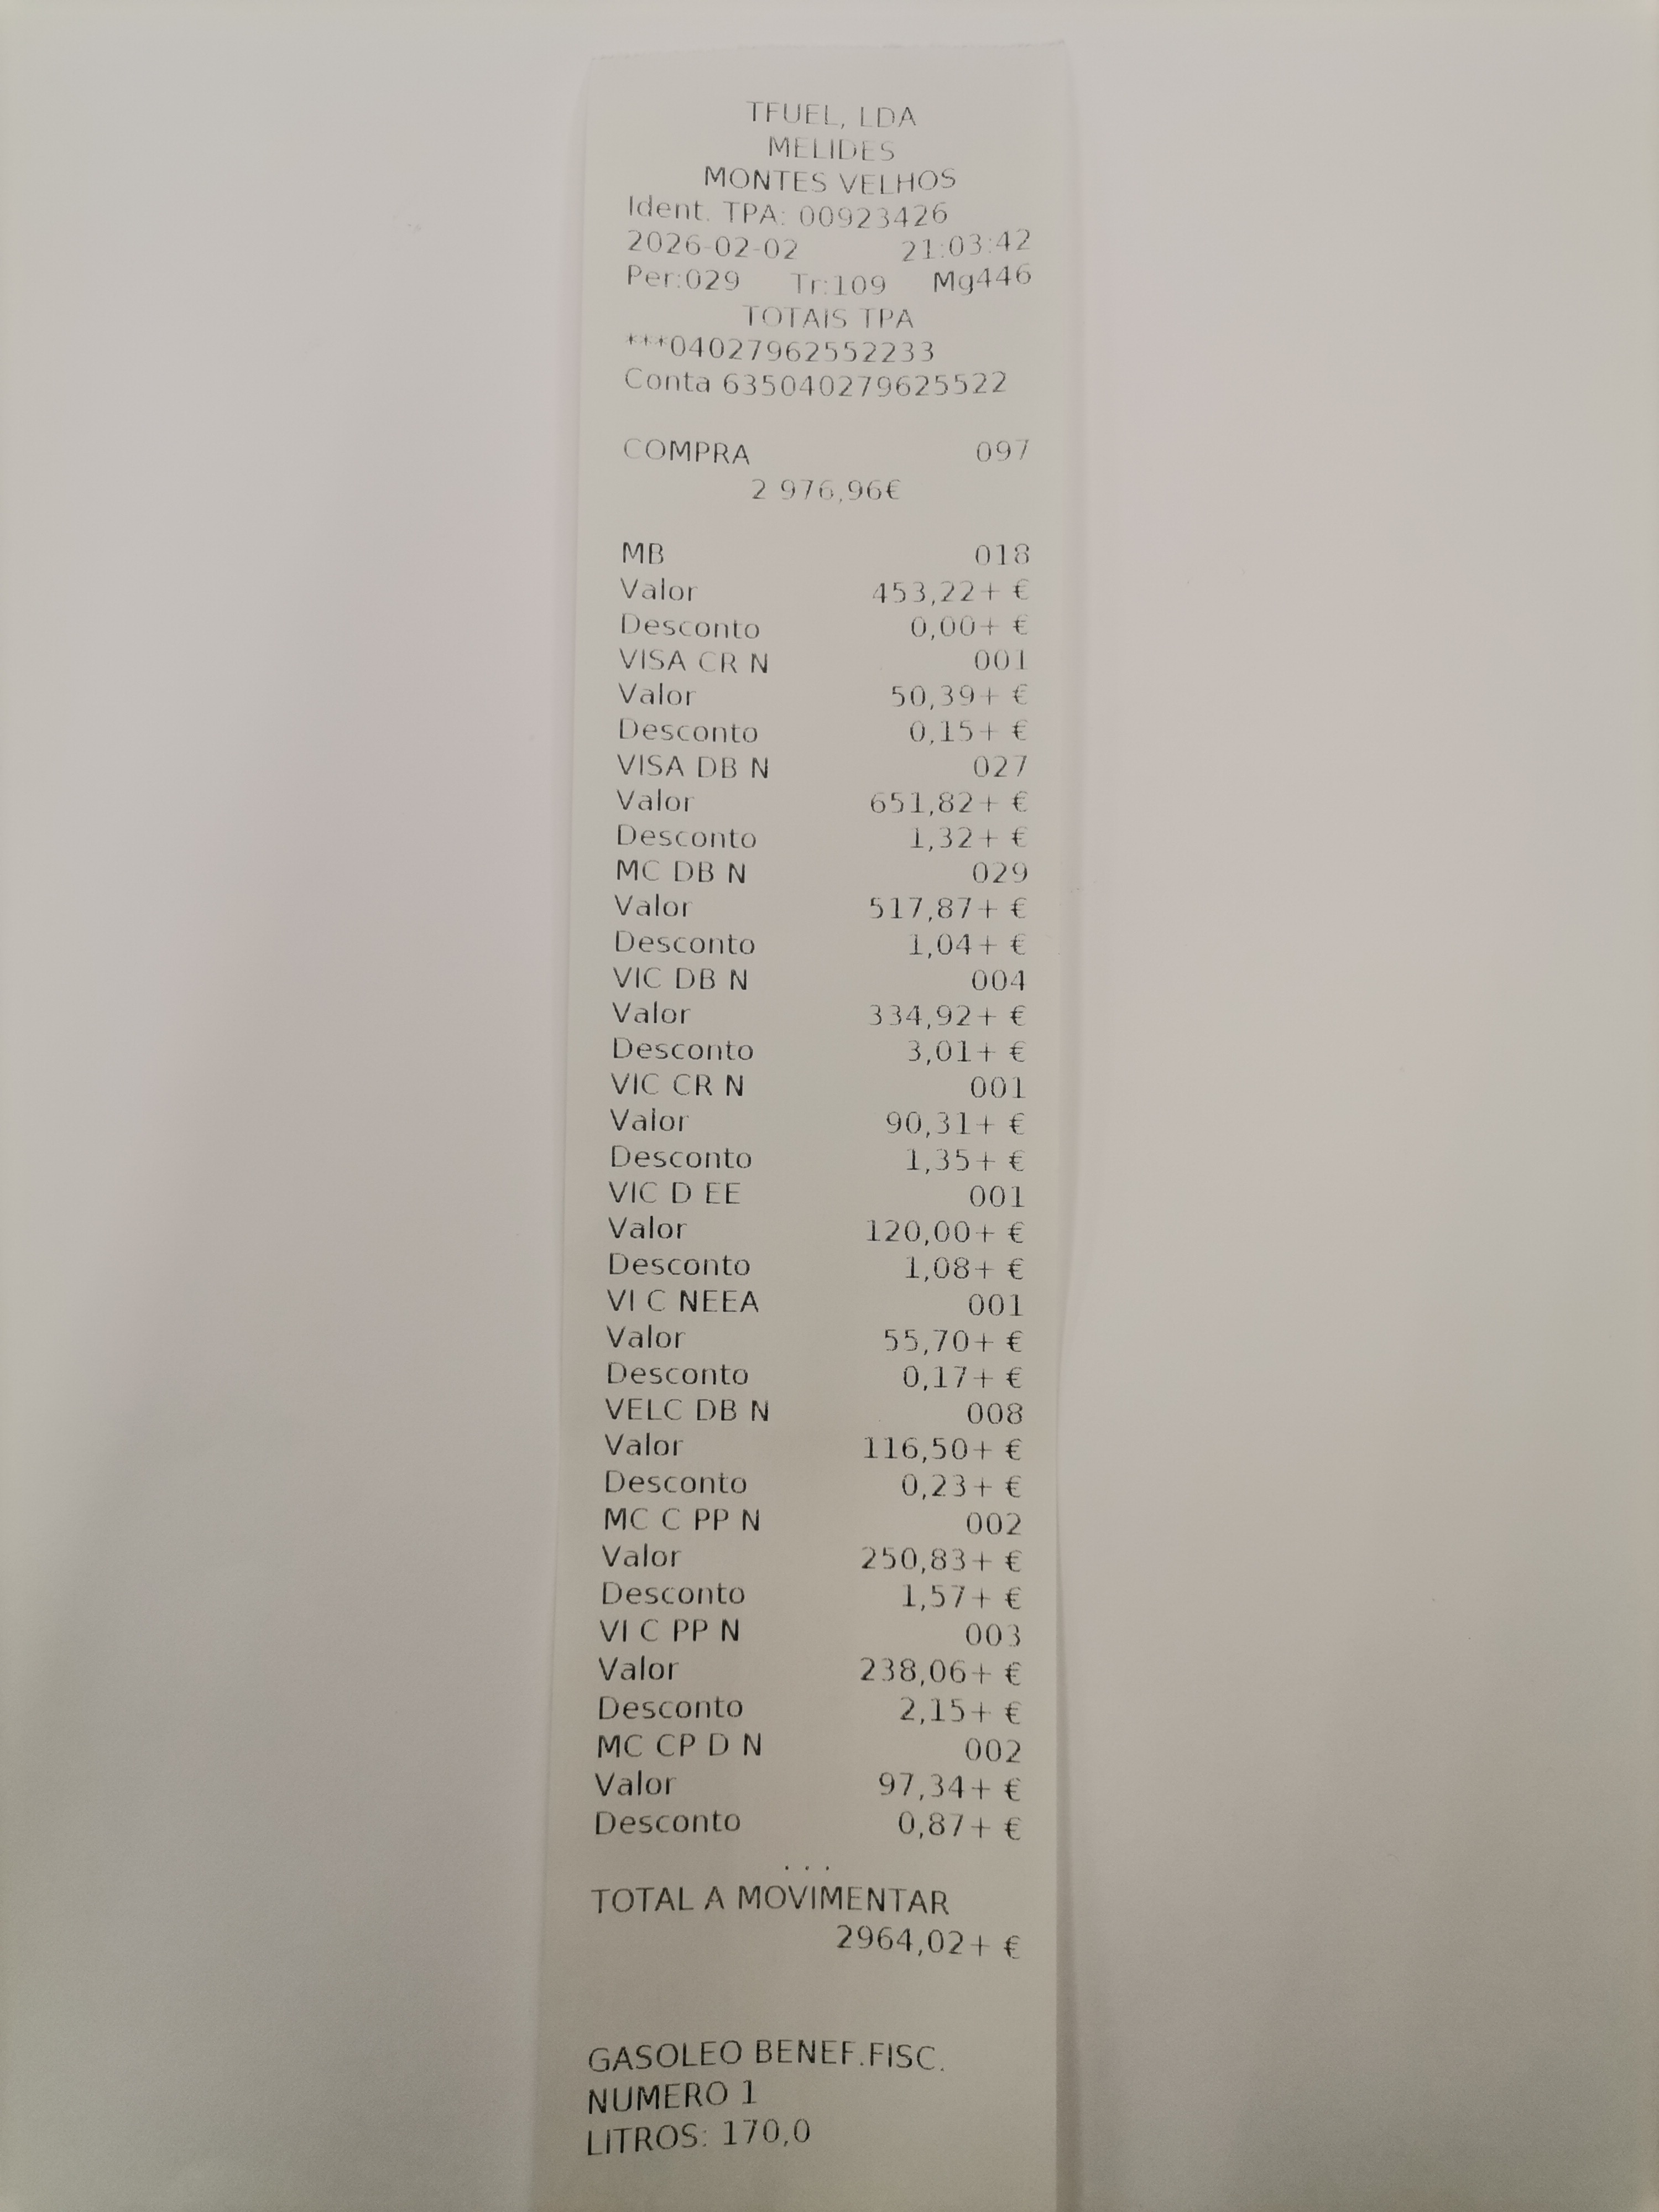 TFUEL, LDA
MELIDES
MONTES VELHOS
Ident. TPA: 00923426
2026-02-02 21:03:42
Per:029 Tr:109 Mg446
TOTAIS TPA
***04027962552233
Conta 635040279625522
COMPRA 097
2 976,96€
MB 018
Valor 453,22+ €
Desconto 0,00+ €
VISA CR N 001
Valor 50,39+ €
Desconto 0,15+ €
VISA DB N 027
Valor 651,82+ €
Desconto 1,32+ €
MC DB N 029
Valor 517,87+ €
Desconto 1,04+ €
VIC DB N 004
Valor 334,92+ €
Desconto 3,01+ €
VIC CR N 001
Valor 90,31+ €
Desconto 1,35+ €
VIC D EE 001
Valor 120,00+ €
Desconto 1,08+ €
VI C NEEA 001
Valor 55,70+ €
Desconto 0,17+ €
VELC DB N 008
Valor 116,50+ €
Desconto 0,23+ €
MC C PP N 002
Valor 250,83+ €
Desconto 1,57+ €
VI C PP N 003
Valor 238,06+ €
Desconto 2,15+ €
MC CP D N 002
Valor 97,34+ €
Desconto 0,87+ €
...
TOTAL A MOVIMENTAR
2964,02+ €
GASOLEO BENEF.FISC.
NUMERO 1
LITROS: 170,0